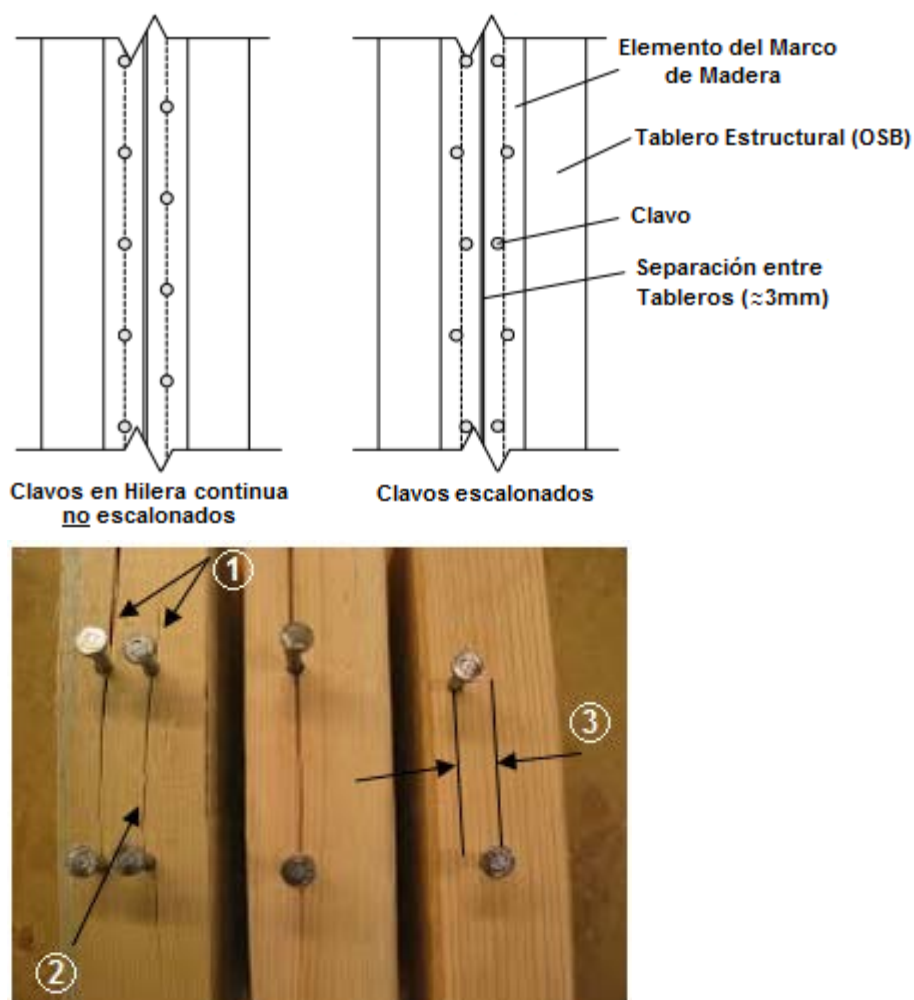 Elemento del Marco
de Madera
Tablero Estructural (OSB)
Clavo
Separación entre
Tableros (≈3mm)
Clavos en Hilera continua
no escalonados
Clavos escalonados
1
2
3